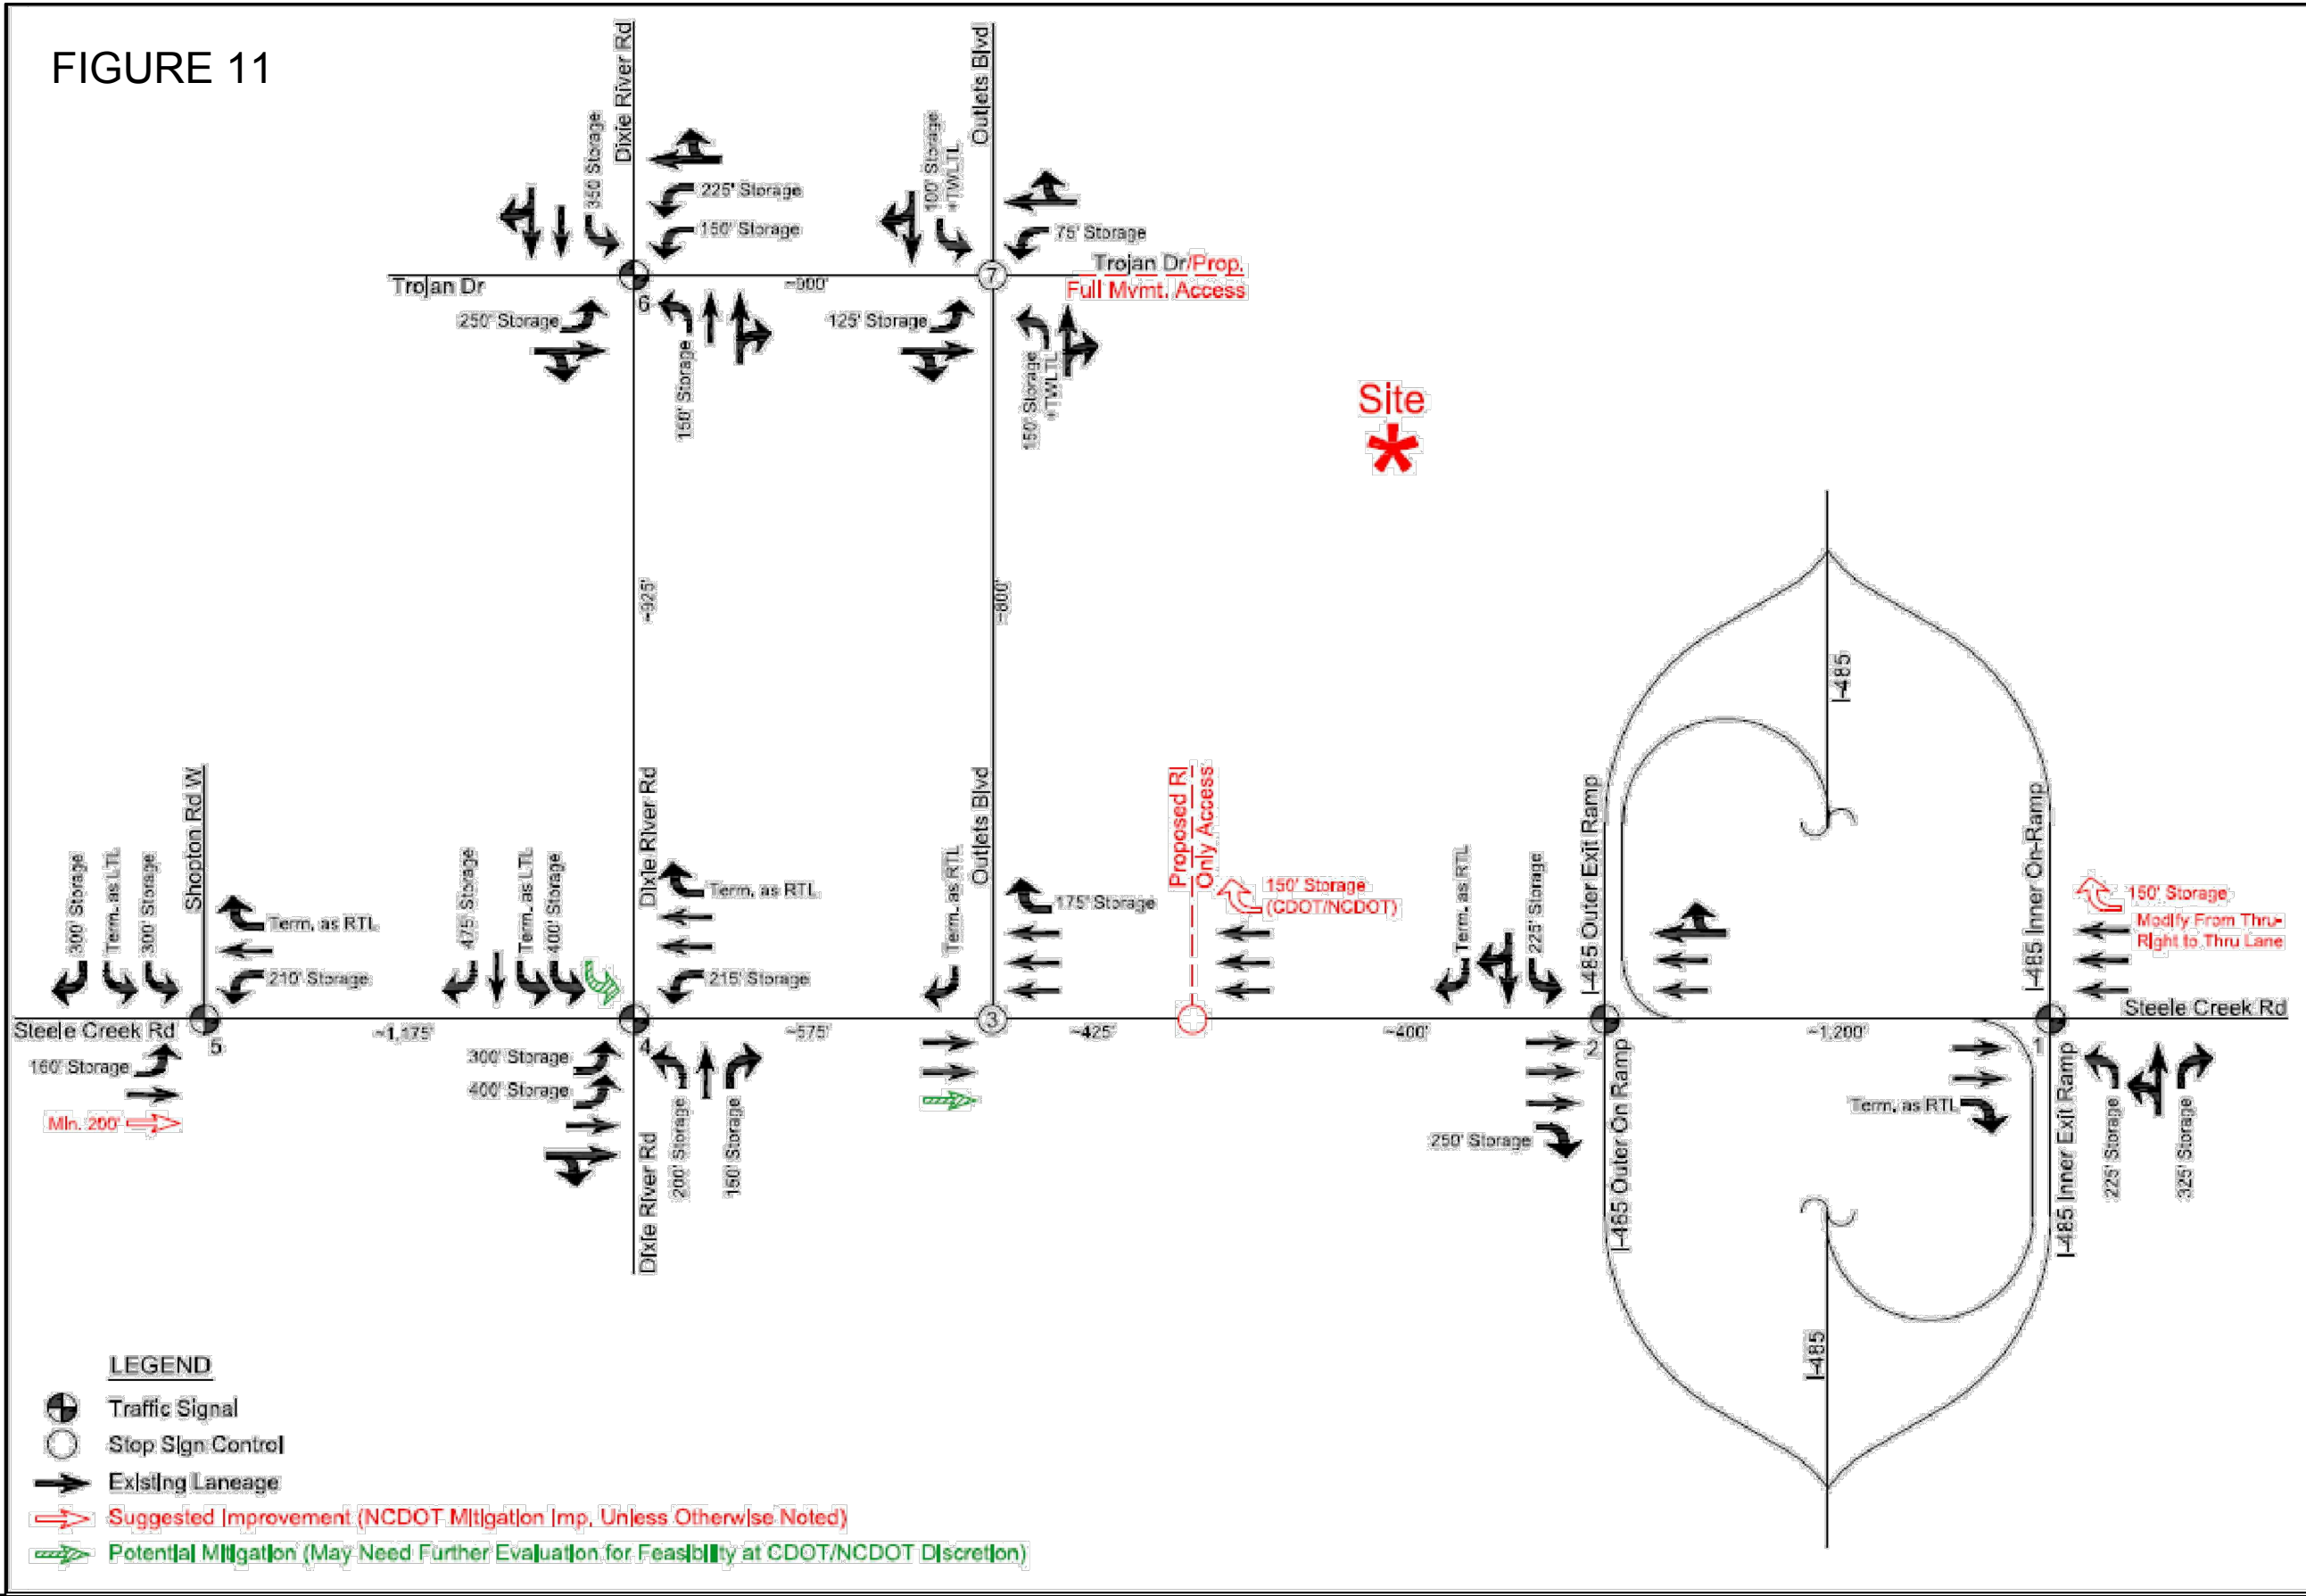 FIGURE 11
Dixie River Rd
Outlets Blvd
350 Storage
225' Storage
150' Storage
100' Storage
+TWLTL
75' Storage
Trojan Dr/Prop.
Full Mvmt. Access
Trojan Dr
6
~900'
7
250' Storage
125' Storage
150' Storage
150' Storage
+TWLTL
Site
*
~925'
~800'
I-485
Shopton Rd W
Dixie River Rd
Outlets Blvd
Proposed RI
Only Access
I-485 Outer Exit Ramp
I-485 Inner On-Ramp
300' Storage
Term. as LTL
300' Storage
Term. as RTL
210' Storage
475' Storage
Term. as LTL
400' Storage
Term. as RTL
215' Storage
Term. as RTL
175' Storage
150' Storage
(CDOT/NCDOT)
Term. as RTL
225' Storage
150' Storage
Modify From Thru-
Right to Thru Lane
Steele Creek Rd
5
~1,175'
4
~575'
3
~425'
~400'
2
~1,200'
1
Steele Creek Rd
160' Storage
Min. 200'
300' Storage
400' Storage
Dixie River Rd
200' Storage
150' Storage
250' Storage
I-485 Outer On Ramp
Term. as RTL
I-485 Inner Exit Ramp
225' Storage
325' Storage
I-485
LEGEND
Traffic Signal
Stop Sign Control
Existing Laneage
Suggested Improvement (NCDOT Mitigation Imp. Unless Otherwise Noted)
Potential Mitigation (May Need Further Evaluation for Feasibility at CDOT/NCDOT Discretion)